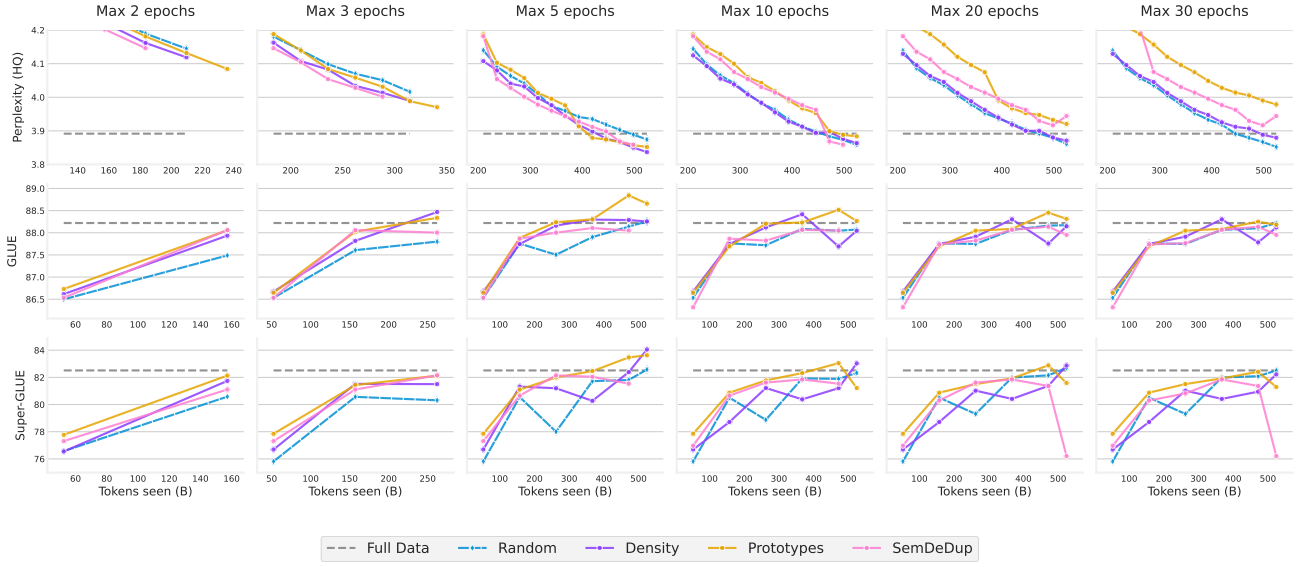 Max 2 epochs Max 3 epochs Max 5 epochs Max 10 epochs Max 20 epochs Max 30 epochs
Perplexity (HQ)
4.2
4.1
4.0
3.9
3.8
140 160 180 200 220 240 200 250 300 350 200 300 400 500 200 300 400 500 200 300 400 500 200 300 400 500
GLUE
89.0
88.5
88.0
87.5
87.0
86.5
60 80 100 120 140 160 50 100 150 200 250 100 200 300 400 500 100 200 300 400 500 100 200 300 400 500 100 200 300 400 500
Super-GLUE
84
82
80
78
76
60 80 100 120 140 160 50 100 150 200 250 100 200 300 400 500 100 200 300 400 500 100 200 300 400 500 100 200 300 400 500
Tokens seen (B) Tokens seen (B) Tokens seen (B) Tokens seen (B) Tokens seen (B) Tokens seen (B)
Full Data Random Density Prototypes SemDeDup